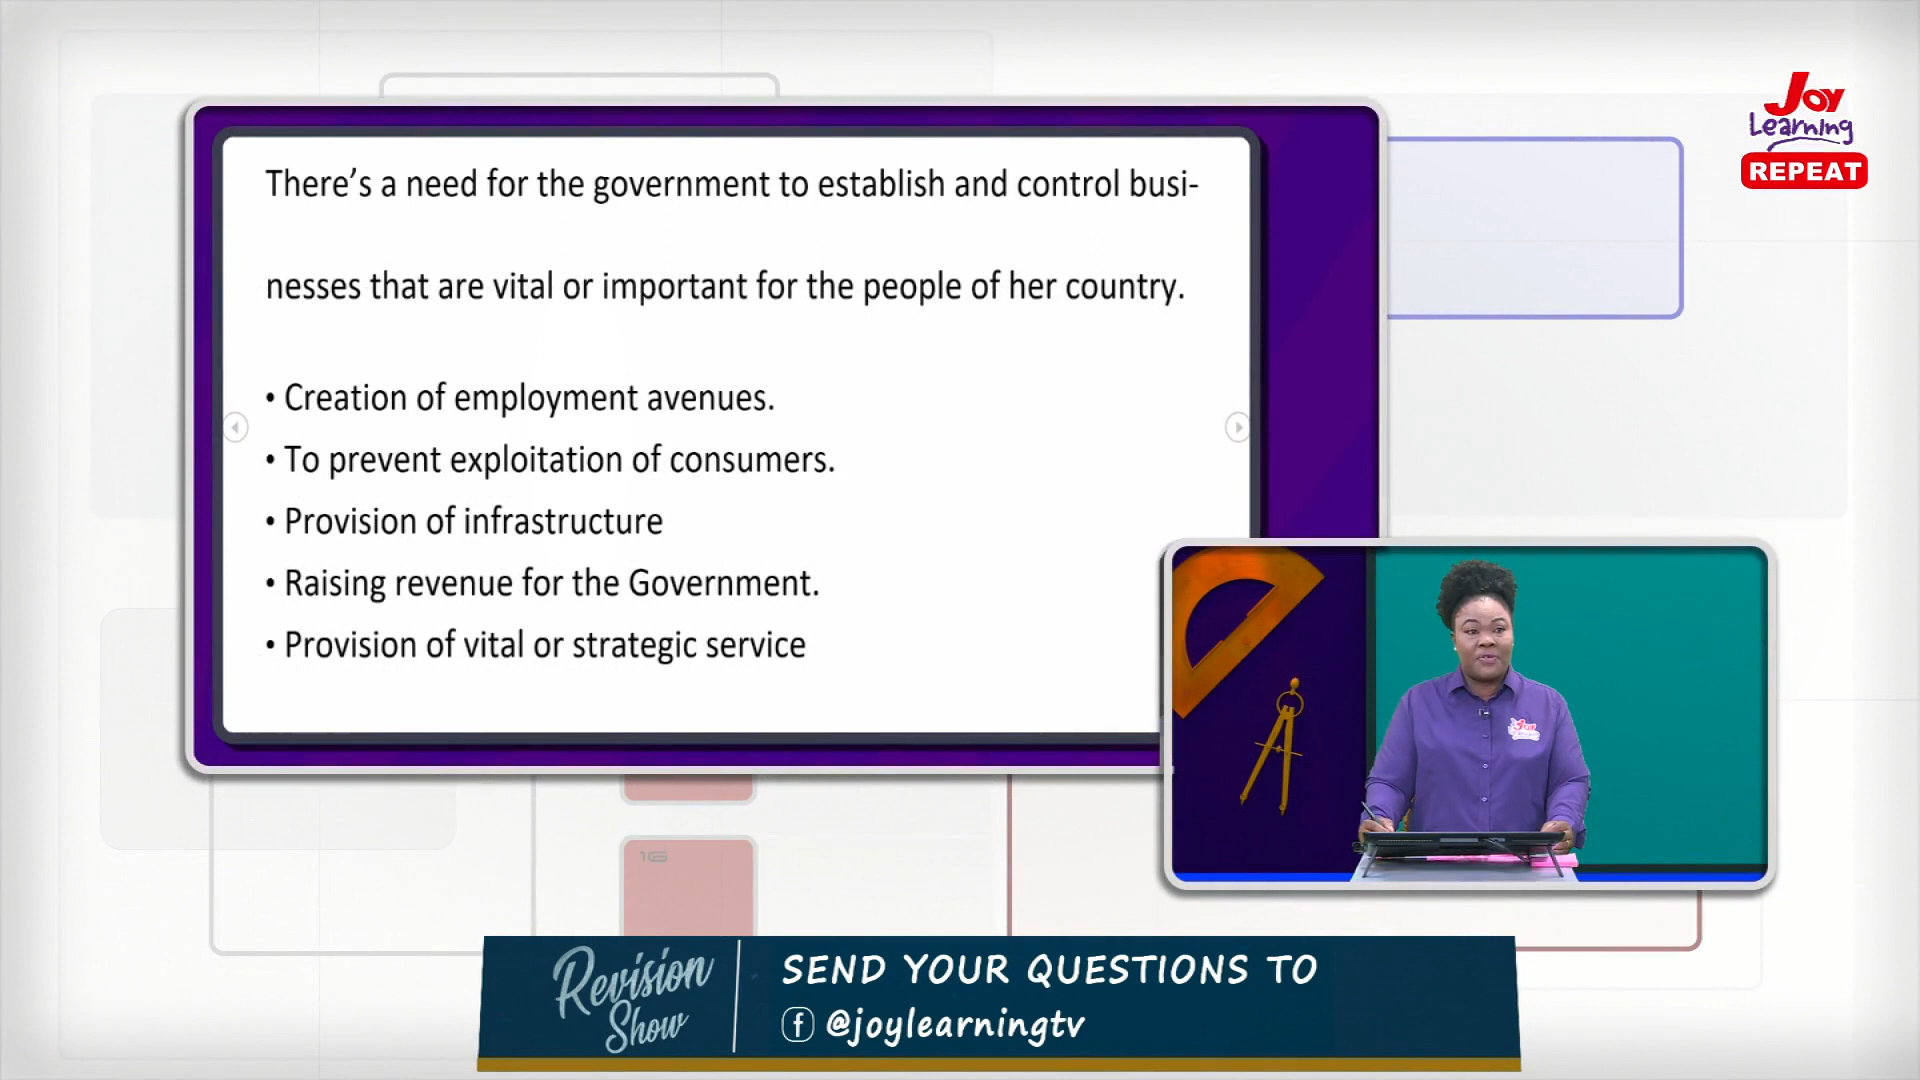 There's a need for the government to establish and control busi-
nesses that are vital or important for the people of her country.
• Creation of employment avenues.
• To prevent exploitation of consumers.
• Provision of infrastructure
• Raising revenue for the Government.
• Provision of vital or strategic service
Joy
Learning
REPEAT
Joy
16
Revision
Show
SEND YOUR QUESTIONS TO
@joylearningtv